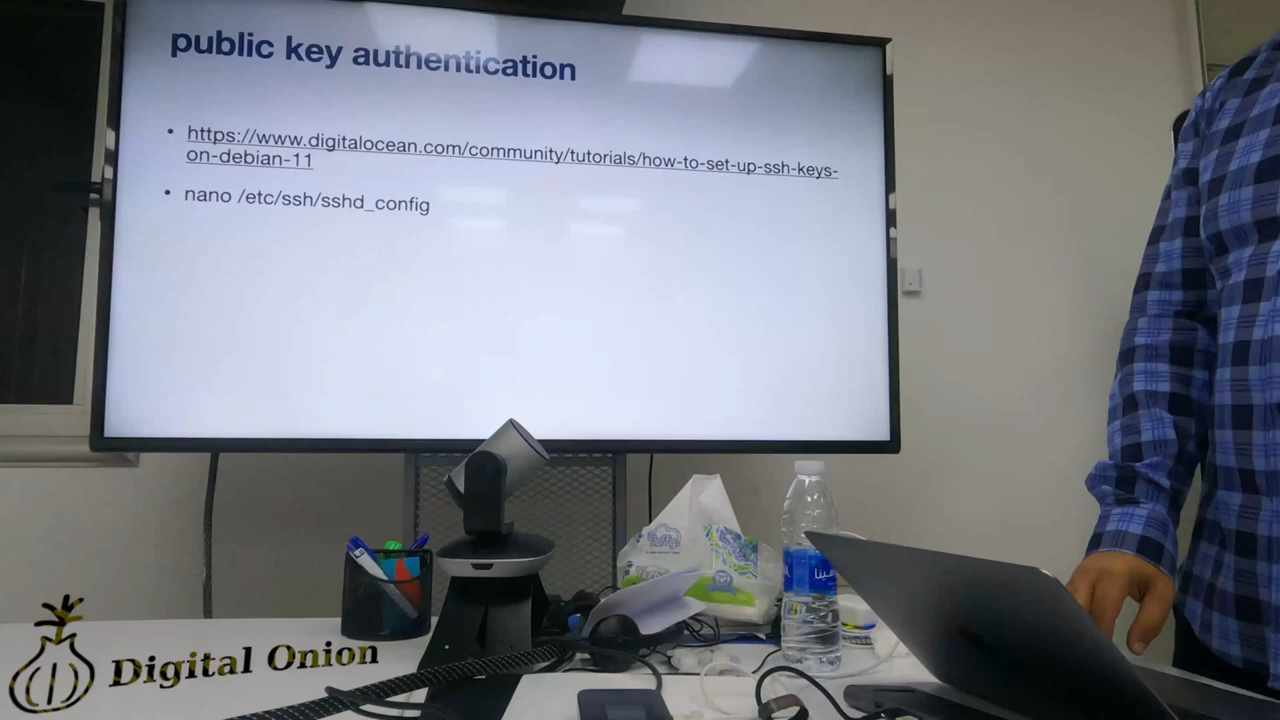 public key authentication
• https://www.digitalocean.com/community/tutorials/how-to-set-up-ssh-keys-
on-debian-11
• nano /etc/ssh/sshd_config
Fluffy
Digital Onion